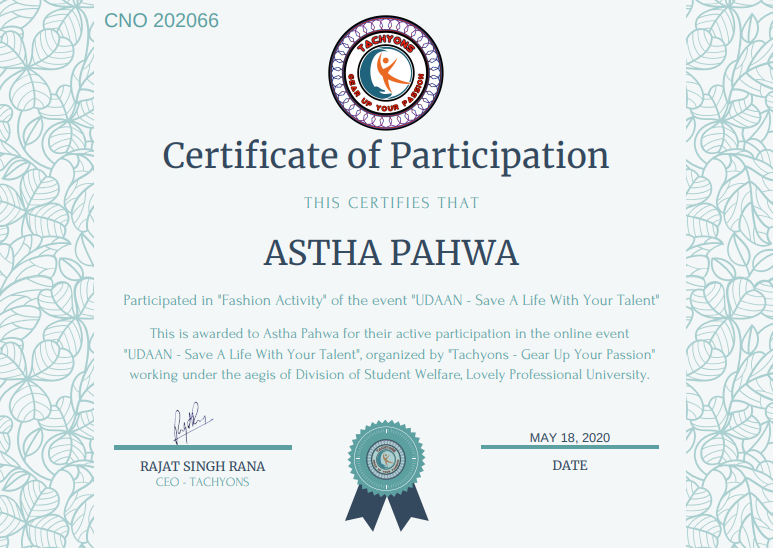 CNO 202066
TACHYONS
GEAR UP YOUR PASSION
Certificate of Participation
THIS CERTIFIES THAT
ASTHA PAHWA
Participated in "Fashion Activity" of the event "UDAAN - Save A Life With Your Talent"
This is awarded to Astha Pahwa for their active participation in the online event
"UDAAN - Save A Life With Your Talent", organized by "Tachyons - Gear Up Your Passion"
working under the aegis of Division of Student Welfare, Lovely Professional University.
RAJAT SINGH RANA
CEO - TACHYONS
MAY 18, 2020
DATE